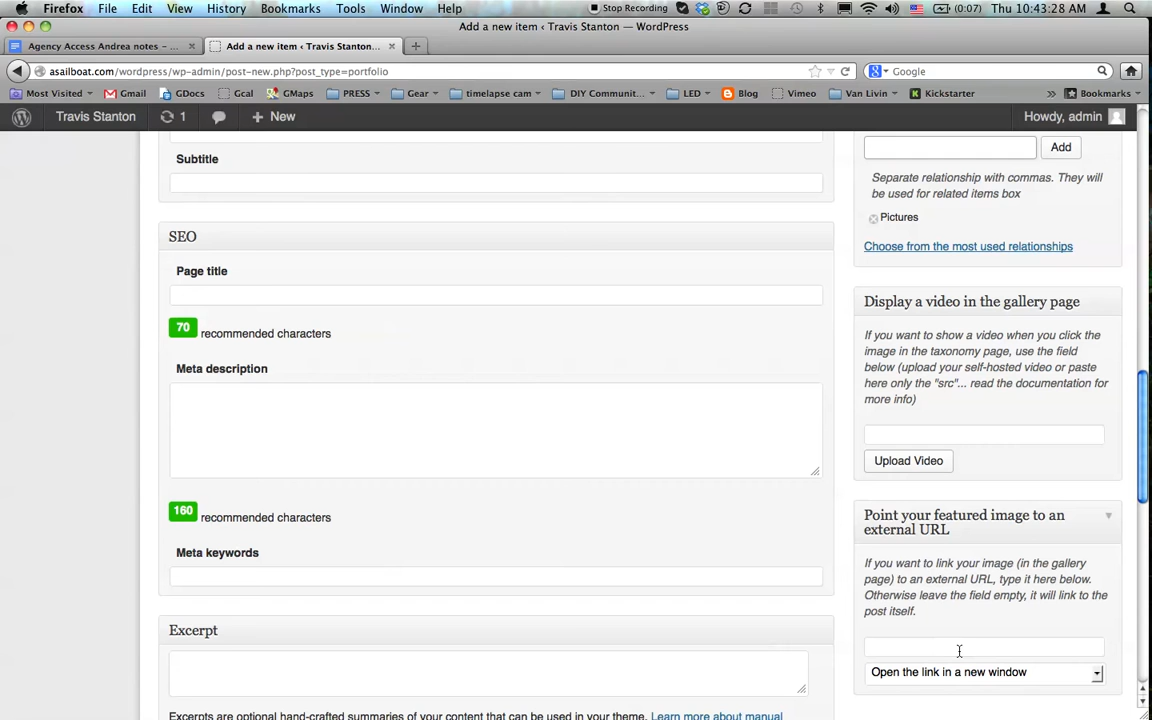 Firefox File Edit View History Bookmarks Tools Window Help Stop Recording (0:07) Thu 10:43:28 AM
Add a new item ‹ Travis Stanton — WordPress
Agency Access Andrea notes – ... Add a new item ‹ Travis Stanton...
asailboat.com/wordpress/wp-admin/post-new.php?post_type=portfolio Google
Most Visited Gmail GDocs Gcal GMaps PRESS Gear timelapse cam DIY Communit... LED Blog Vimeo Van Livin Kickstarter » Bookmarks
Travis Stanton 1 + New Howdy, admin
Subtitle
SEO
Page title
70 recommended characters
Meta description
160 recommended characters
Meta keywords
Excerpt
Excerpts are optional hand-crafted summaries of your content that can be used in your theme. Learn more about manual
Add
Separate relationship with commas. They will
be used for related items box
Pictures
Choose from the most used relationships
Display a video in the gallery page
If you want to show a video when you click the
image in the taxonomy page, use the field
below (upload your self-hosted video or paste
here only the "src"... read the documentation for
more info)
Upload Video
Point your featured image to an
external URL
If you want to link your image (in the gallery
page) to an external URL, type it here below.
Otherwise leave the field empty, it will link to the
post itself.
Open the link in a new window